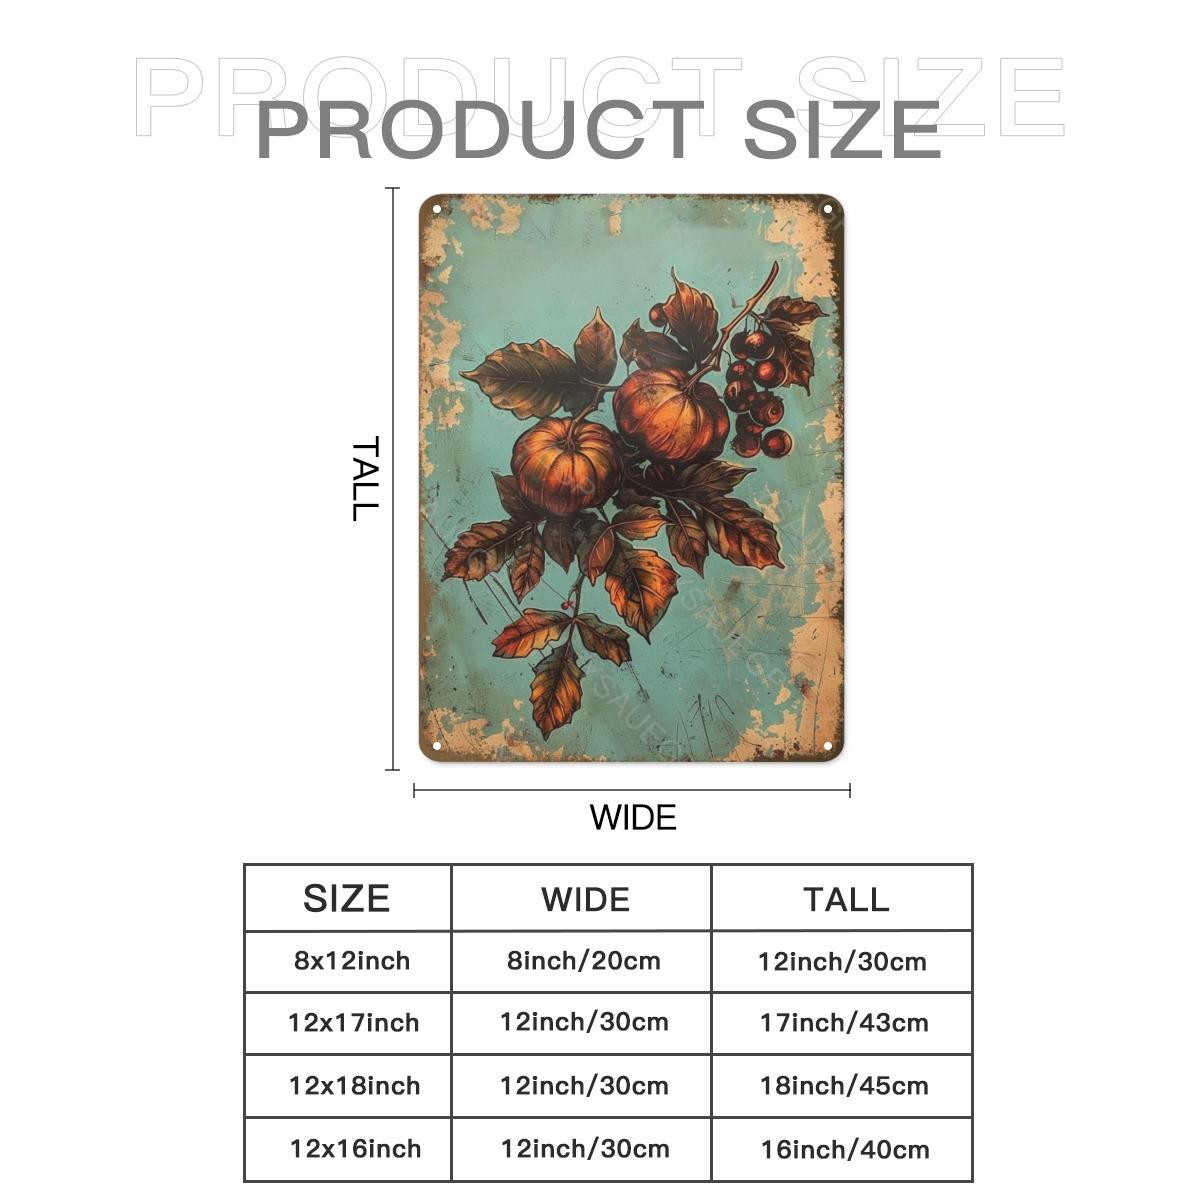 PRODUCT SIZE
PRODUCT SIZE
TALL
WIDE
SIZE WIDE TALL
8x12inch 8inch/20cm 12inch/30cm
12x17inch 12inch/30cm 17inch/43cm
12x18inch 12inch/30cm 18inch/45cm
12x16inch 12inch/30cm 16inch/40cm